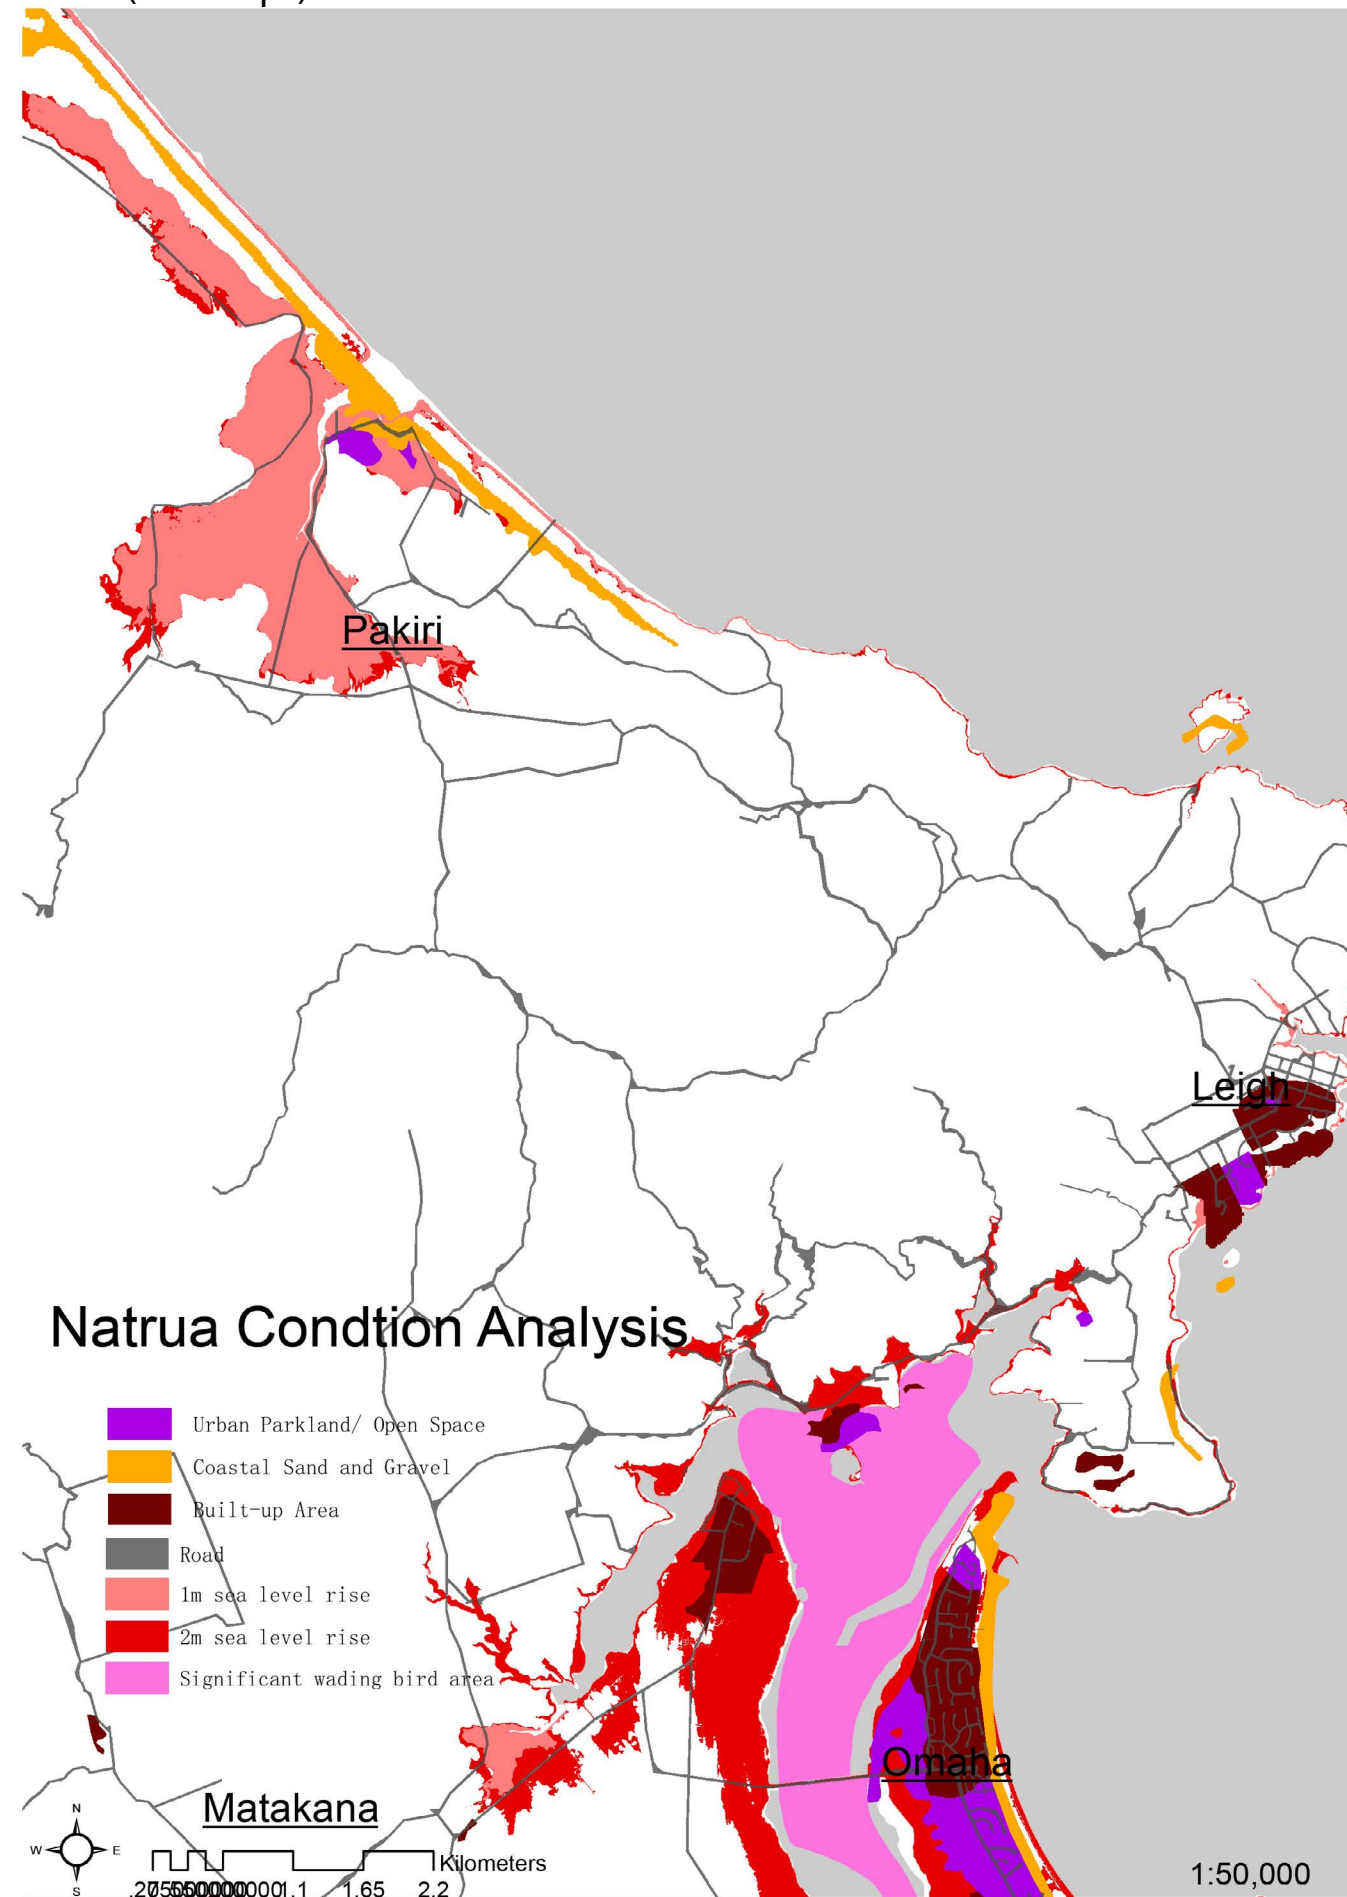 Pakiri
Leigh
Natrua Condtion Analysis
Urban Parkland/ Open Space
Coastal Sand and Gravel
Built-up Area
Road
1m sea level rise
2m sea level rise
Significant wading bird area
Omaha
Matakana
N
W
E
S
Kilometers
1.1 1.65 2.2
1:50,000